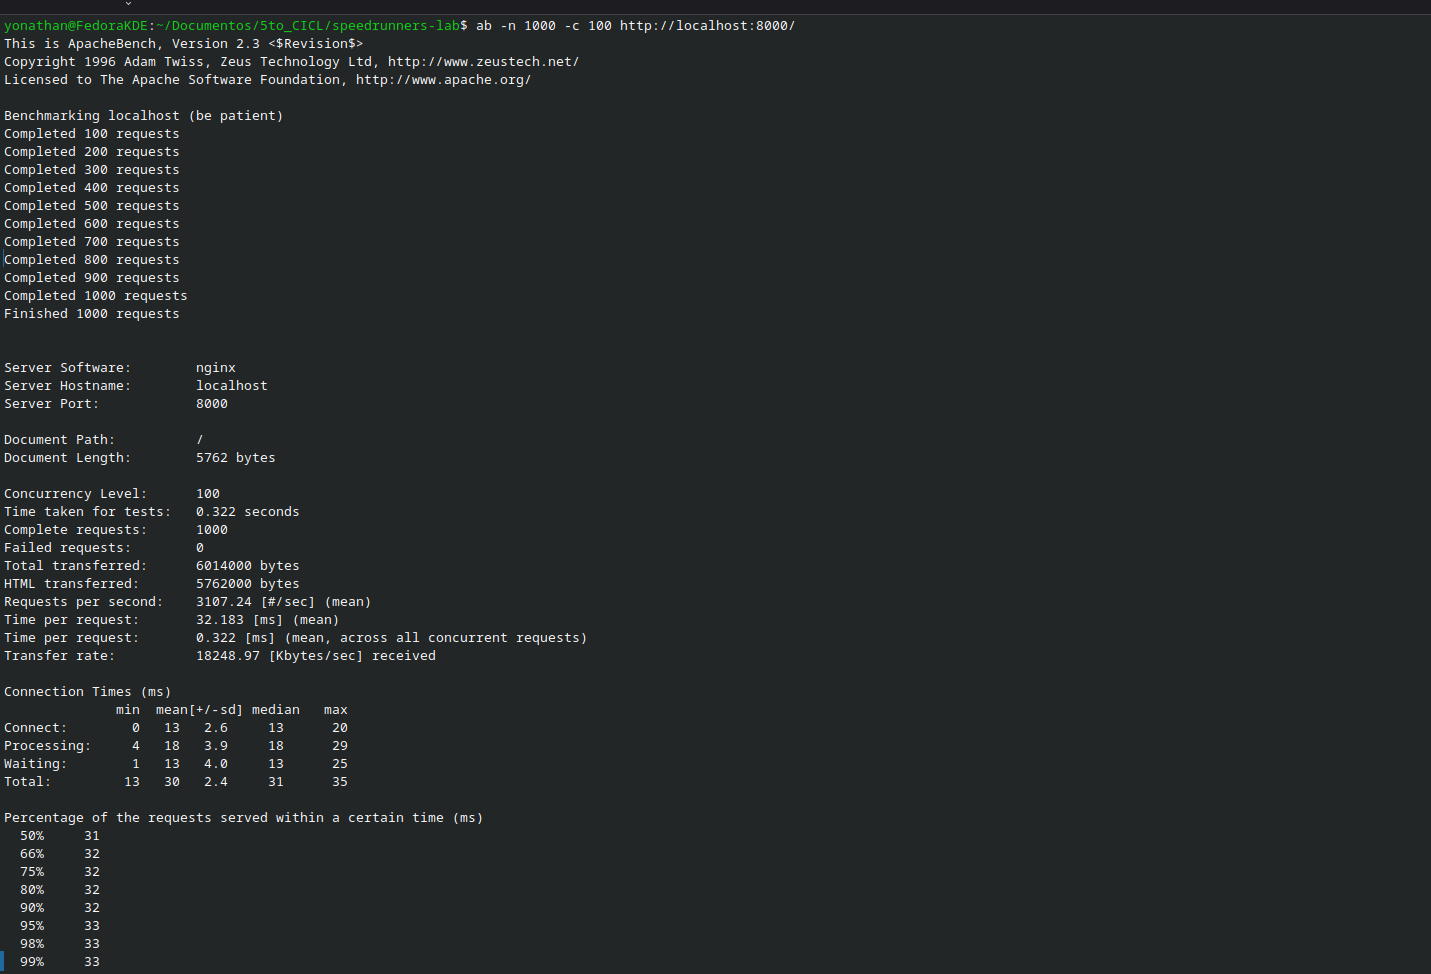 yonathan@FedoraKDE:~/Documentos/5to_CICL/speedrunners-lab$ ab -n 1000 -c 100 http://localhost:8000/
This is ApacheBench, Version 2.3 <$Revision$>
Copyright 1996 Adam Twiss, Zeus Technology Ltd, http://www.zeustech.net/
Licensed to The Apache Software Foundation, http://www.apache.org/

Benchmarking localhost (be patient)
Completed 100 requests
Completed 200 requests
Completed 300 requests
Completed 400 requests
Completed 500 requests
Completed 600 requests
Completed 700 requests
Completed 800 requests
Completed 900 requests
Completed 1000 requests
Finished 1000 requests


Server Software:        nginx
Server Hostname:        localhost
Server Port:            8000

Document Path:          /
Document Length:        5762 bytes

Concurrency Level:      100
Time taken for tests:   0.322 seconds
Complete requests:      1000
Failed requests:        0
Total transferred:      6014000 bytes
HTML transferred:       5762000 bytes
Requests per second:    3107.24 [#/sec] (mean)
Time per request:       32.183 [ms] (mean)
Time per request:       0.322 [ms] (mean, across all concurrent requests)
Transfer rate:          18248.97 [Kbytes/sec] received

Connection Times (ms)
              min  mean[+/-sd] median   max
Connect:        0   13   2.6     13      20
Processing:     4   18   3.9     18      29
Waiting:        1   13   4.0     13      25
Total:         13   30   2.4     31      35

Percentage of the requests served within a certain time (ms)
  50%     31
  66%     32
  75%     32
  80%     32
  90%     32
  95%     33
  98%     33
  99%     33